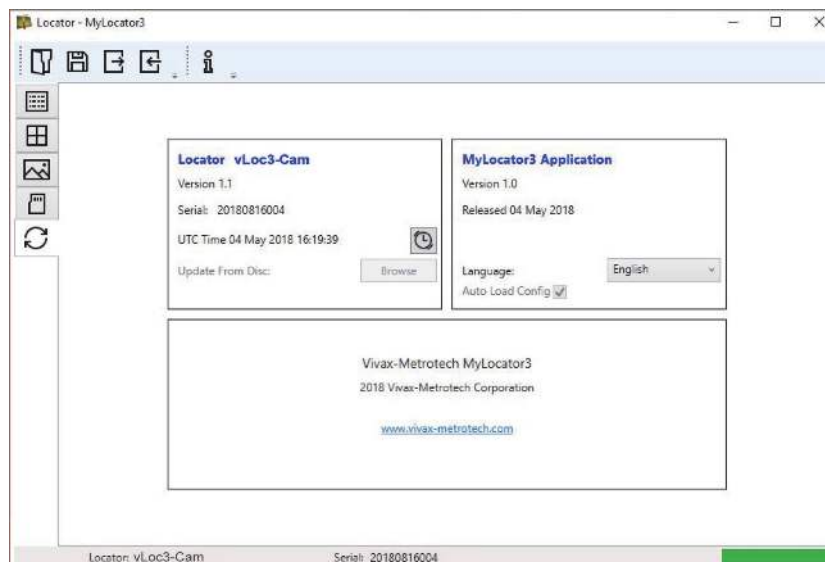 Locator - MyLocator3
Locator vLoc3-Cam
Version 1.1
Serial: 20180816004
UTC Time 04 May 2018 16:19:39
Update From Disc:
Browse
MyLocator3 Application
Version 1.0
Released 04 May 2018
Language:
English
Auto Load Config
Vivax-Metrotech MyLocator3
2018 Vivax-Metrotech Corporation
www.vivax-metrotech.com
Locator: vLoc3-Cam
Serial: 20180816004